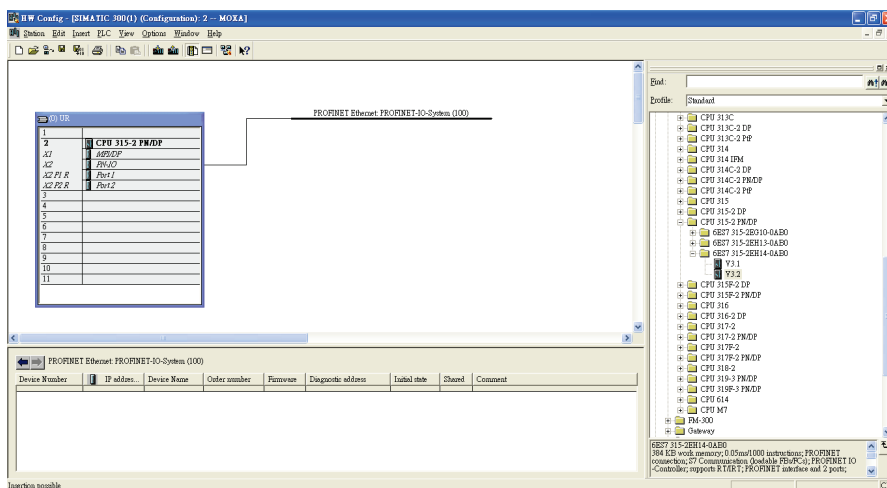 HW Config - [SIMATIC 300(1) (Configuration): 2 -- MOXA]
Station Edit Insert PLC View Options Window Help
(0) UR
1
2 CPU 315-2 PN/DP
X1 MPI/DP
X2 PN-IO
X2 P1 R Port 1
X2 P2 R Port 2
3
4
5
6
7
8
9
10
11
PROFINET Ethernet: PROFINET-IO-System (100)
Find:
Profile: Standard
CPU 313C
CPU 313C-2 DP
CPU 313C-2 PtP
CPU 314
CPU 314 IFM
CPU 314C-2 DP
CPU 314C-2 PN/DP
CPU 314C-2 PtP
CPU 315
CPU 315-2 DP
CPU 315-2 PN/DP
6ES7 315-2EG10-0AB0
6ES7 315-2EH13-0AB0
6ES7 315-2EH14-0AB0
V3.1
V3.2
CPU 315F-2 DP
CPU 315F-2 PN/DP
CPU 316
CPU 316-2 DP
CPU 317-2
CPU 317-2 PN/DP
CPU 317F-2
CPU 317F-2 PN/DP
CPU 318-2
CPU 319-3 PN/DP
CPU 319F-3 PN/DP
CPU 614
CPU M7
FM-300
Gateway
PROFINET Ethernet: PROFINET-IO-System (100)
Device Number IP addres... Device Name Order number Firmware Diagnostic address Initial state Shared Comment
6ES7 315-2EH14-0AB0
384 KB work memory; 0.05ms/1000 instructions; PROFINET
connection; S7 Communication (loadable FBs/FCs); PROFINET IO
-Controller; supports RT/IRT; PROFINET interface and 2 ports;
Insertion possible